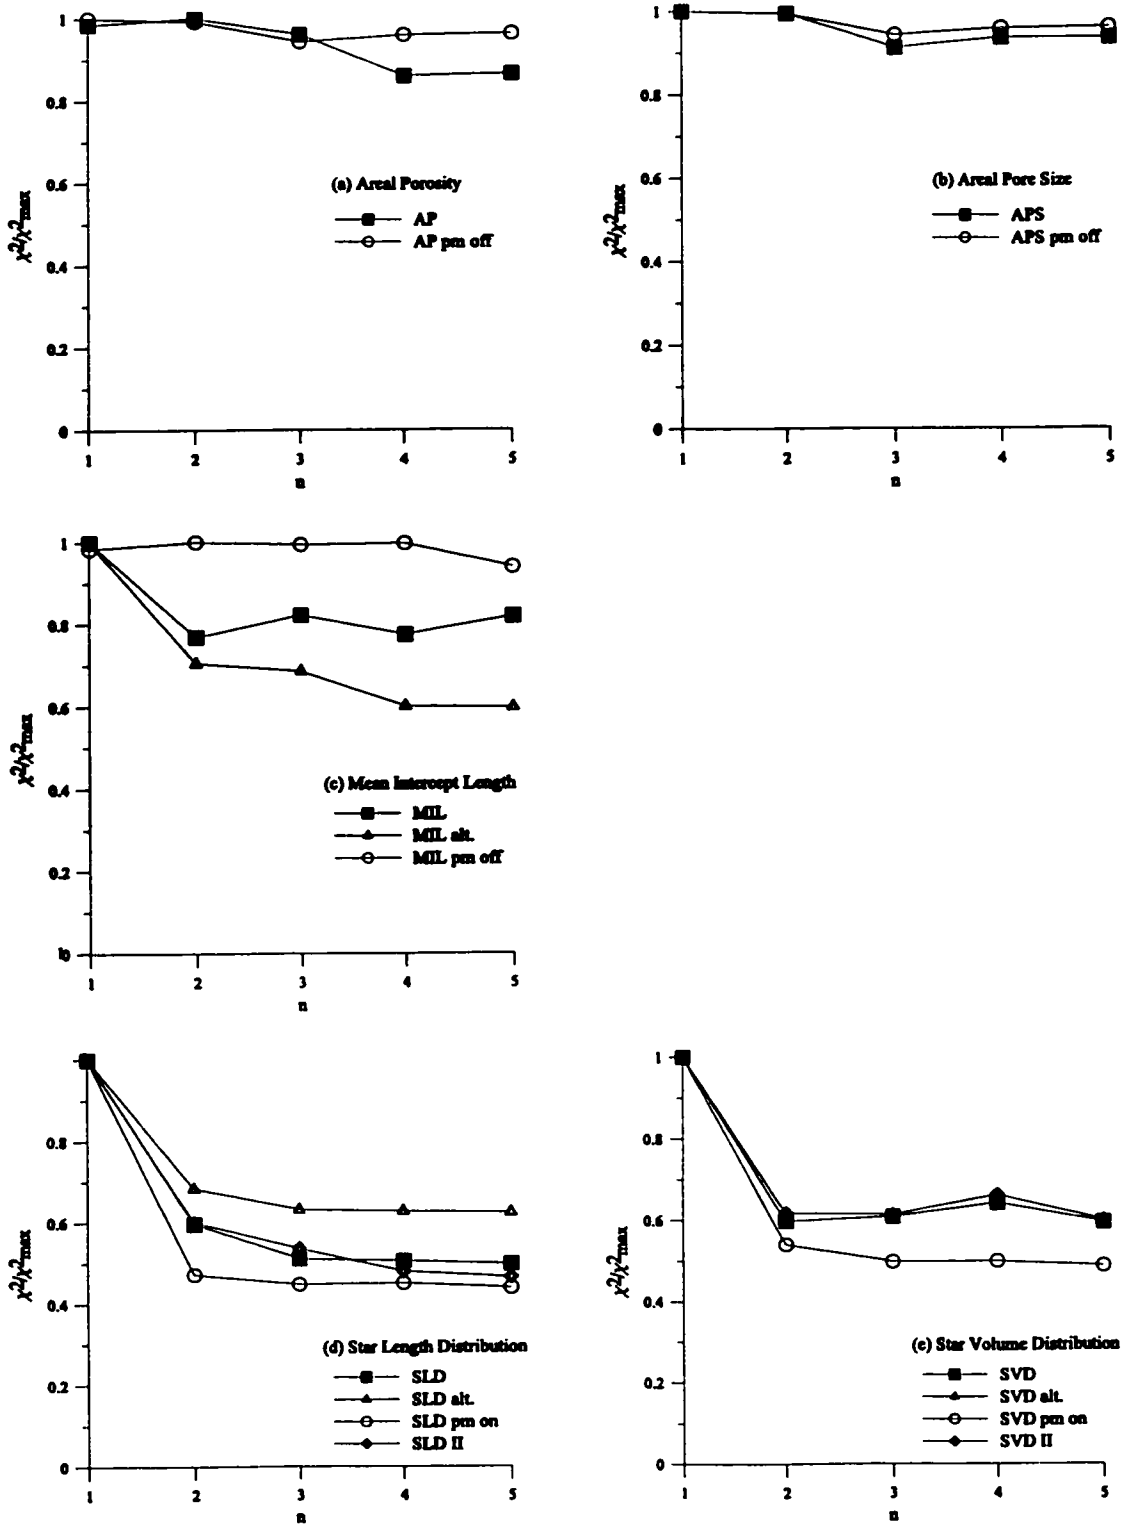 1
0.8
0.6
0.4
0.2
0
χ2/χ2max
(a) Areal Porosity
AP
AP pm off
1 2 3 4 5
n
1
0.8
0.6
0.4
0.2
0
χ2/χ2max
(b) Areal Pore Size
APS
APS pm off
1 2 3 4 5
n
1
0.8
0.6
0.4
0.2
0
χ2/χ2max
(c) Mean Intercept Length
MIL
MIL alt.
MIL pm off
1 2 3 4 5
n
0.8
0.6
0.4
0.2
0
χ2/χ2max
(d) Star Length Distribution
SLD
SLD alt.
SLD pm on
SLD II
1 2 3 4 5
n
1
0.8
0.6
0.4
0.2
0
χ2/χ2max
(e) Star Volume Distribution
SVD
SVD alt.
SVD pm on
SVD II
1 2 3 4 5
n